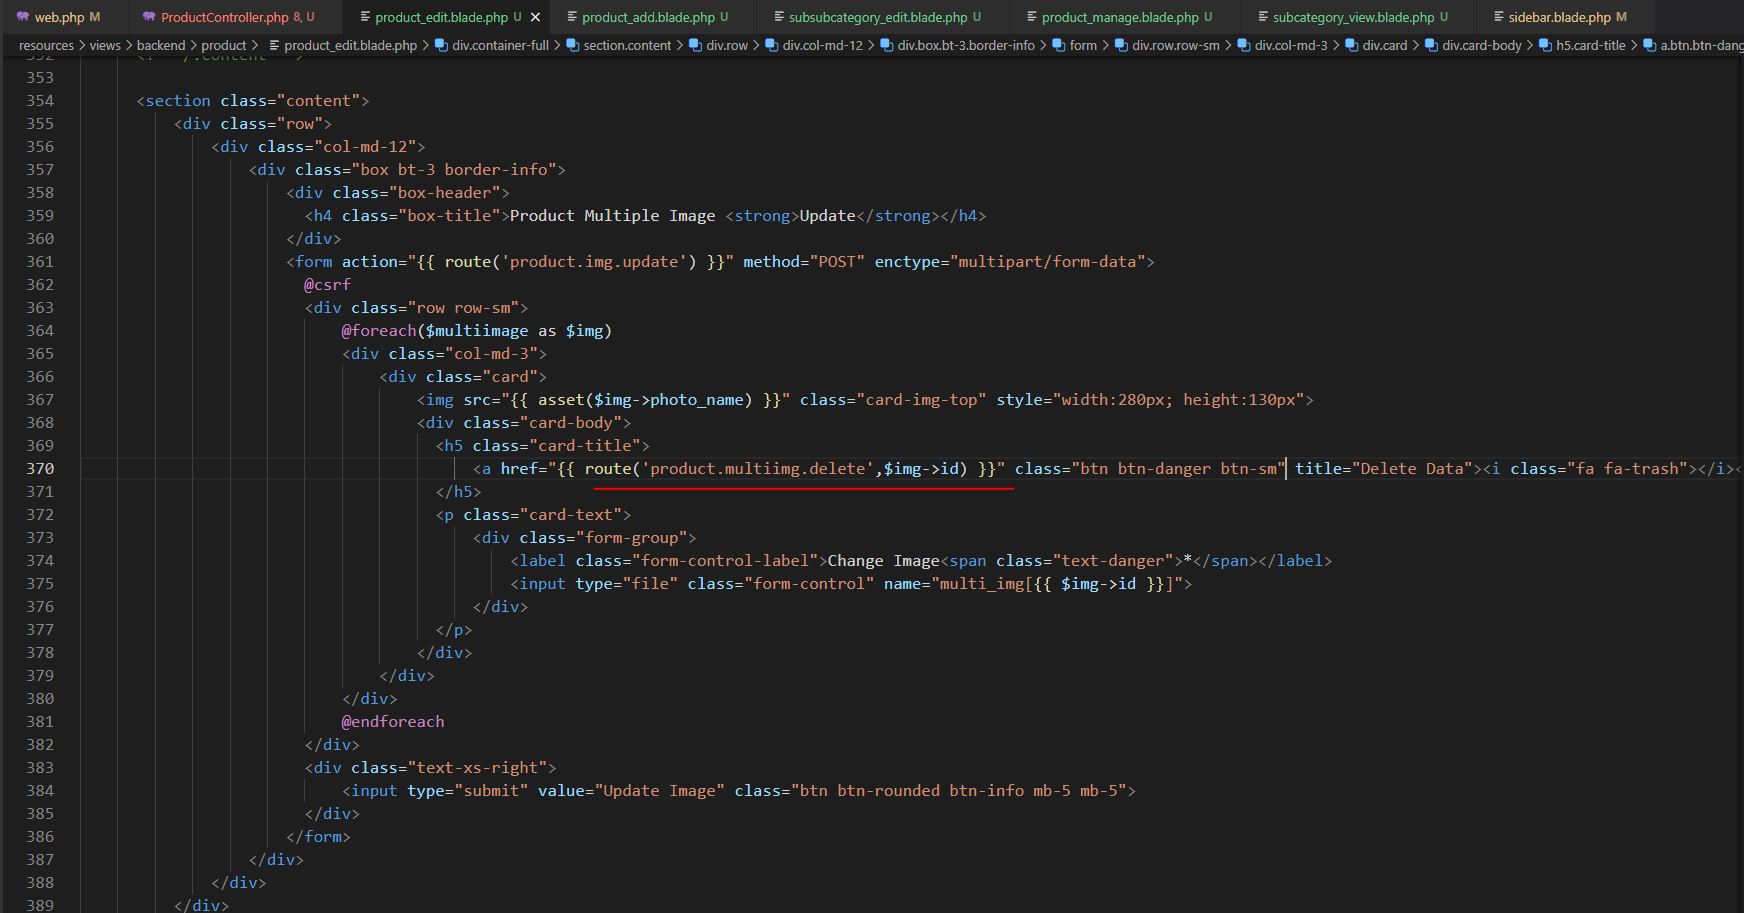 web.php M ProductController.php 8, U product_edit.blade.php U product_add.blade.php U subsubcategory_edit.blade.php U product_manage.blade.php U subcategory_view.blade.php U sidebar.blade.php M
resources > views > backend > product > product_edit.blade.php > div.container-full > section.content > div.row > div.col-md-12 > div.box.bt-3.border-info > form > div.row.row-sm > div.col-md-3 > div.card > div.card-body > h5.card-title > a.btn.btn-dang
353
354 <section class="content">
355 <div class="row">
356 <div class="col-md-12">
357 <div class="box bt-3 border-info">
358 <div class="box-header">
359 <h4 class="box-title">Product Multiple Image <strong>Update</strong></h4>
360 </div>
361 <form action="{{ route('product.img.update') }}" method="POST" enctype="multipart/form-data">
362 @csrf
363 <div class="row row-sm">
364 @foreach($multiimage as $img)
365 <div class="col-md-3">
366 <div class="card">
367 <img src="{{ asset($img->photo_name) }}" class="card-img-top" style="width:280px; height:130px">
368 <div class="card-body">
369 <h5 class="card-title">
370 <a href="{{ route('product.multiimg.delete',$img->id) }}" class="btn btn-danger btn-sm" title="Delete Data"><i class="fa fa-trash"></i><
371 </h5>
372 <p class="card-text">
373 <div class="form-group">
374 <label class="form-control-label">Change Image<span class="text-danger">*</span></label>
375 <input type="file" class="form-control" name="multi_img[{{ $img->id }}]">
376 </div>
377 </p>
378 </div>
379 </div>
380 </div>
381 @endforeach
382 </div>
383 <div class="text-xs-right">
384 <input type="submit" value="Update Image" class="btn btn-rounded btn-info mb-5 mb-5">
385 </div>
386 </form>
387 </div>
388 </div>
389 </div>